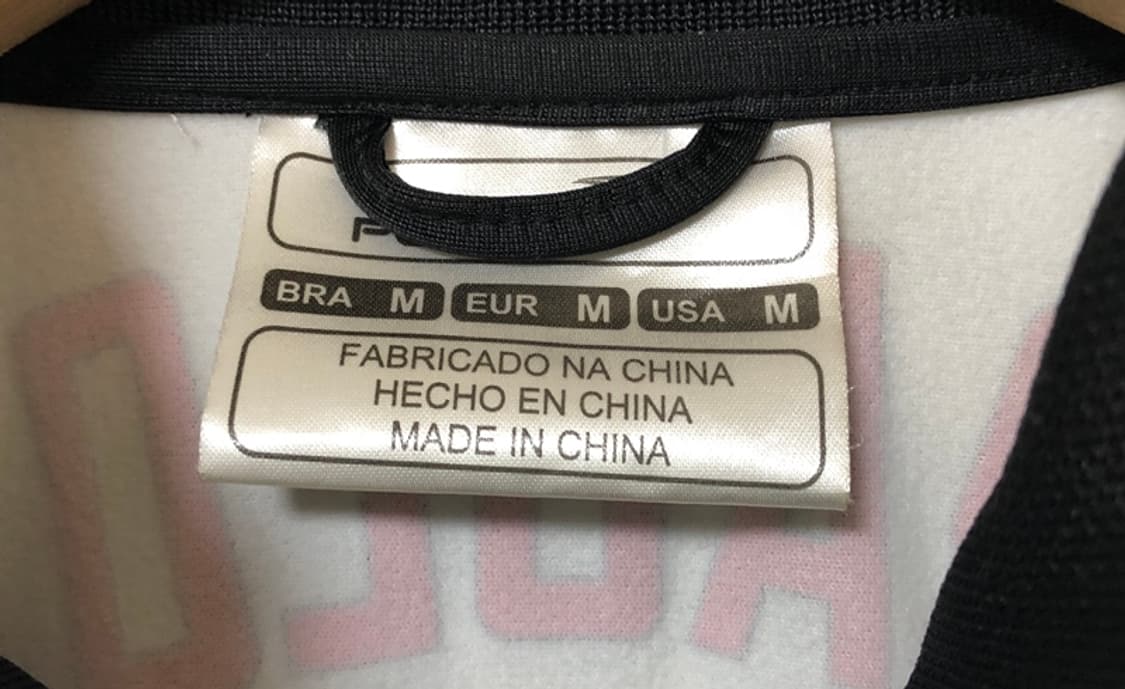 BRA M EUR M USA M
FABRICADO NA CHINA
HECHO EN CHINA
MADE IN CHINA